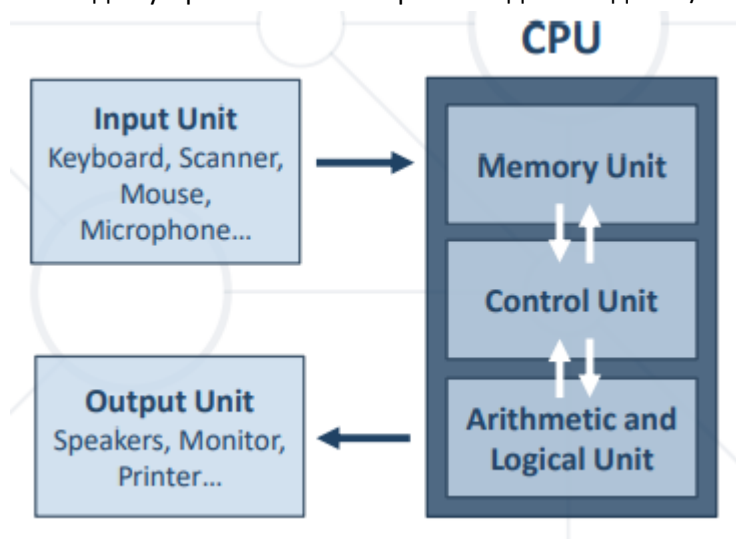 CPU
Input Unit
Keyboard, Scanner,
Mouse,
Microphone...
Memory Unit
Control Unit
Arithmetic and
Logical Unit
Output Unit
Speakers, Monitor,
Printer...